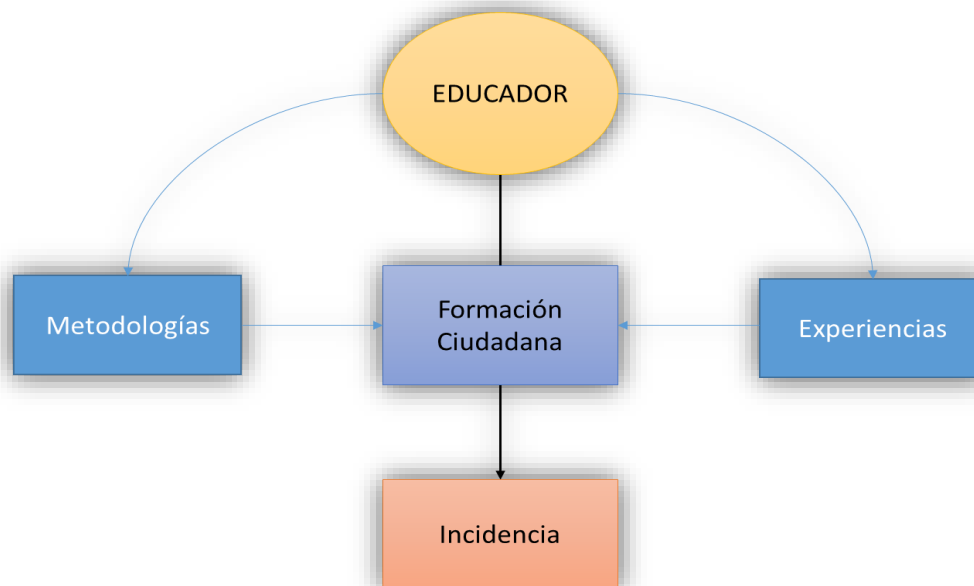 EDUCADOR
Metodologías
Formación
Ciudadana
Experiencias
Incidencia